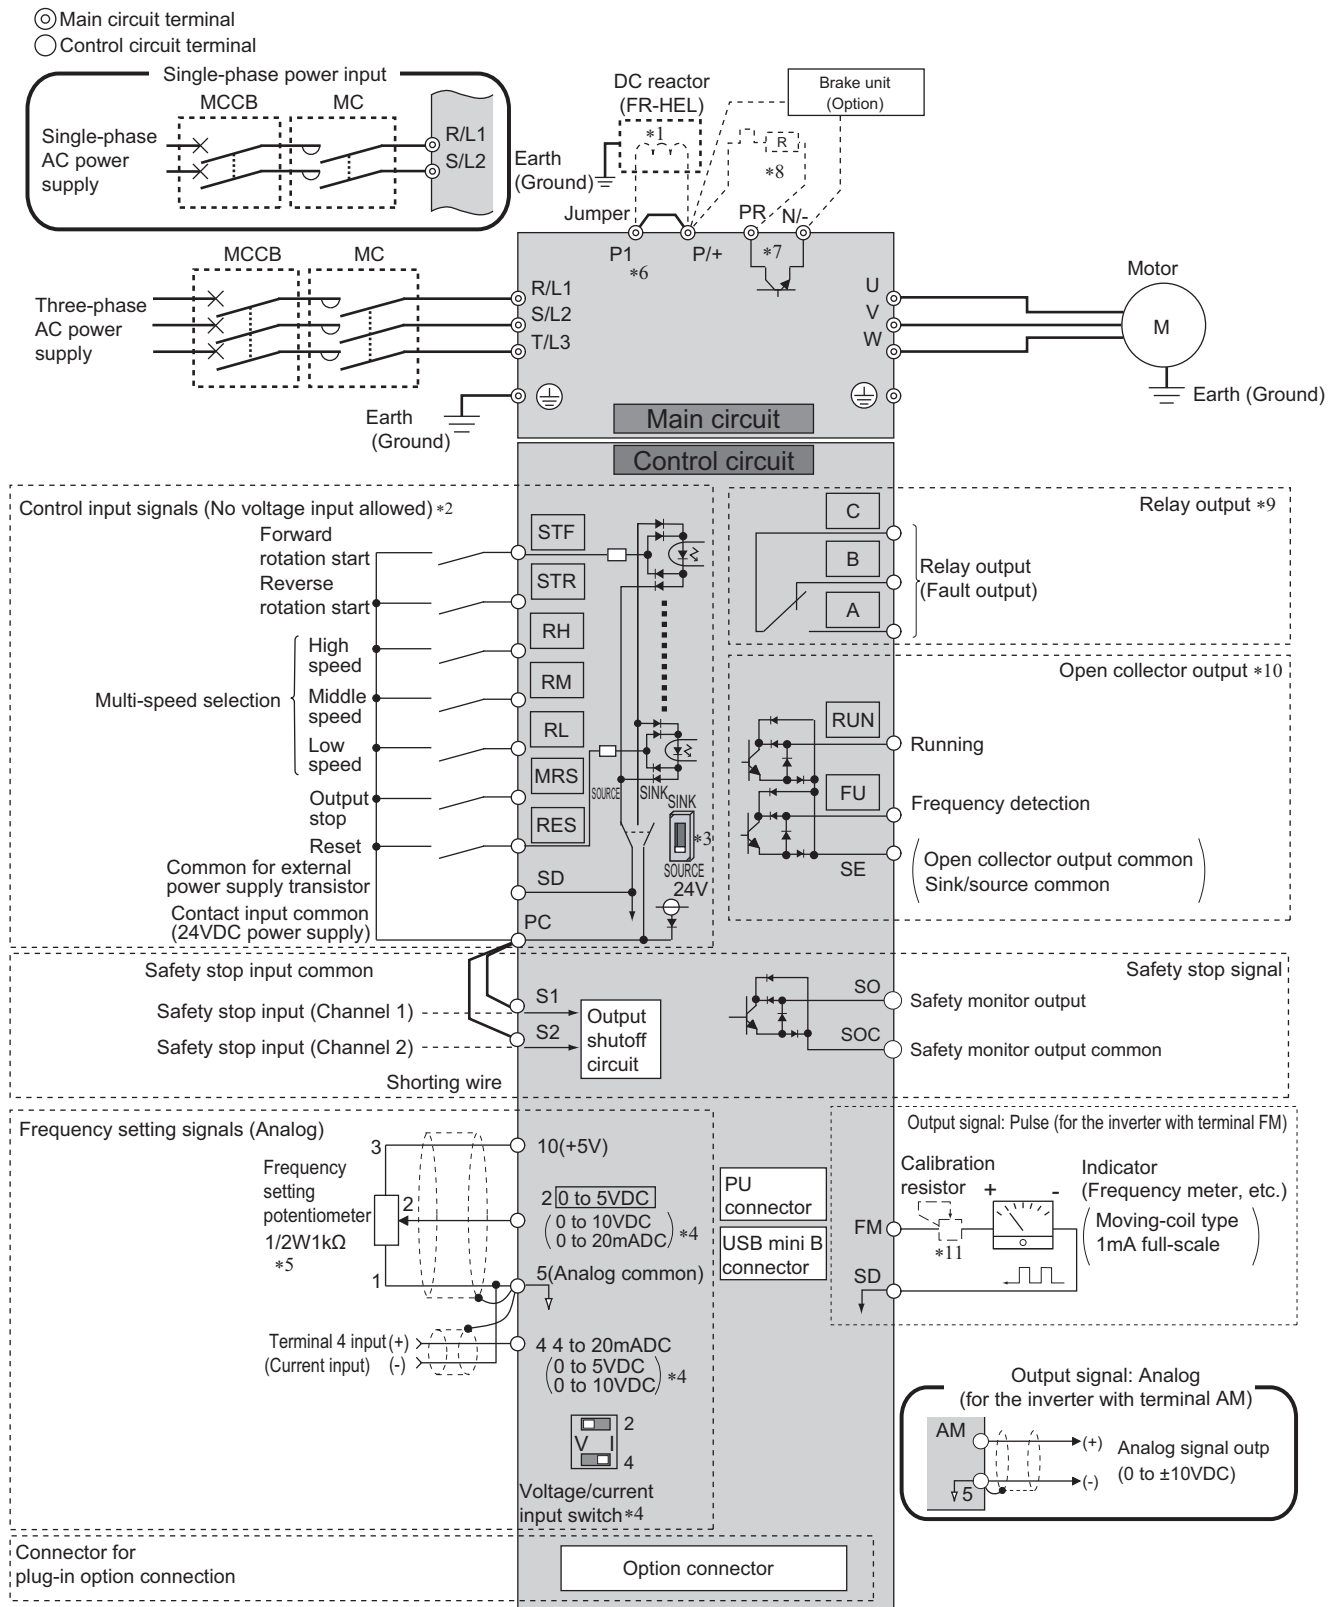 Main circuit terminal
Control circuit terminal
Single-phase power input
MCCB
MC
Single-phase
AC power
supply
R/L1
S/L2
Earth
(Ground)
DC reactor
(FR-HEL)
*1
Brake unit
(Option)
R
*8
Jumper
P1
*6
P/+
PR
*7
N/-
MCCB
MC
Three-phase
AC power
supply
R/L1
S/L2
T/L3
Earth
(Ground)
U
V
W
Motor
M
Earth (Ground)
Main circuit
Control circuit
Control input signals (No voltage input allowed) *2
Forward
rotation start
Reverse
rotation start
Multi-speed selection
High
speed
Middle
speed
Low
speed
Output
stop
Reset
Common for external
power supply transistor
Contact input common
(24VDC power supply)
STF
STR
RH
RM
RL
MRS
RES
SD
PC
SOURCE
SINK
SINK
*3
SOURCE
24V
Relay output *9
C
B
A
Relay output
(Fault output)
Open collector output *10
RUN
Running
FU
Frequency detection
SE
Open collector output common
Sink/source common
Safety stop input common
Safety stop input (Channel 1)
Safety stop input (Channel 2)
Shorting wire
S1
S2
Output
shutoff
circuit
Safety stop signal
SO
Safety monitor output
SOC
Safety monitor output common
Frequency setting signals (Analog)
Frequency
setting
potentiometer
1/2W1kΩ
*5
3
2
1
10(+5V)
2 0 to 5VDC
(0 to 10VDC
0 to 20mADC) *4
5(Analog common)
Terminal 4 input (+)
(Current input) (-)
4 4 to 20mADC
(0 to 5VDC
0 to 10VDC) *4
2
V I
4
Voltage/current
input switch*4
PU
connector
USB mini B
connector
Output signal: Pulse (for the inverter with terminal FM)
Calibration
resistor
+
-
*11
Indicator
(Frequency meter, etc.)
(Moving-coil type
1mA full-scale)
FM
SD
Output signal: Analog
(for the inverter with terminal AM)
AM
5
(+)
(-)
Analog signal outp
(0 to ±10VDC)
Connector for
plug-in option connection
Option connector